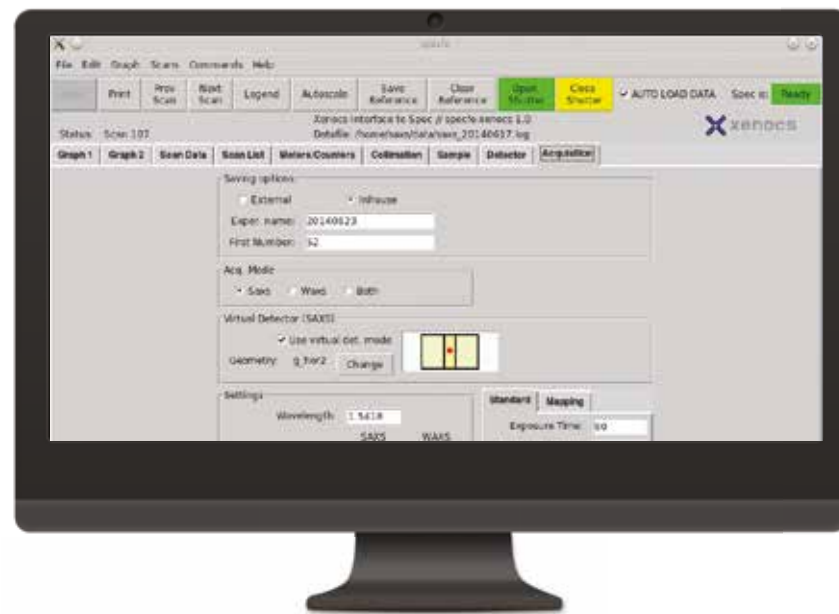 specfe
File Edit Graph Scans Commands Help
Print Prev Scan Next Scan Legend Autoscale Save Reference Clear Reference Open Shutter Close Shutter AUTO LOAD DATA Spec is: Ready
Xenocs Interface to Spec // specfe.xenocs 1.0
Status: Scan 107 Datafile: /home/saxs/data/saxs_20140617.log
xenocs
Graph 1 Graph 2 Scan Data Scan List Meters/Counters Collimation Sample Detector Acquisition
Saving options
External Inhouse
Exper. name: 20140623
First Number: 52
Acq. Mode
Saxs Waxs Both
Virtual Detector (SAXS)
Use virtual det. mode
Geometry: g_hor2 Change
Settings Standard Mapping
Wavelength: 1.5418
Exposure Time: 60
SAXS WAXS